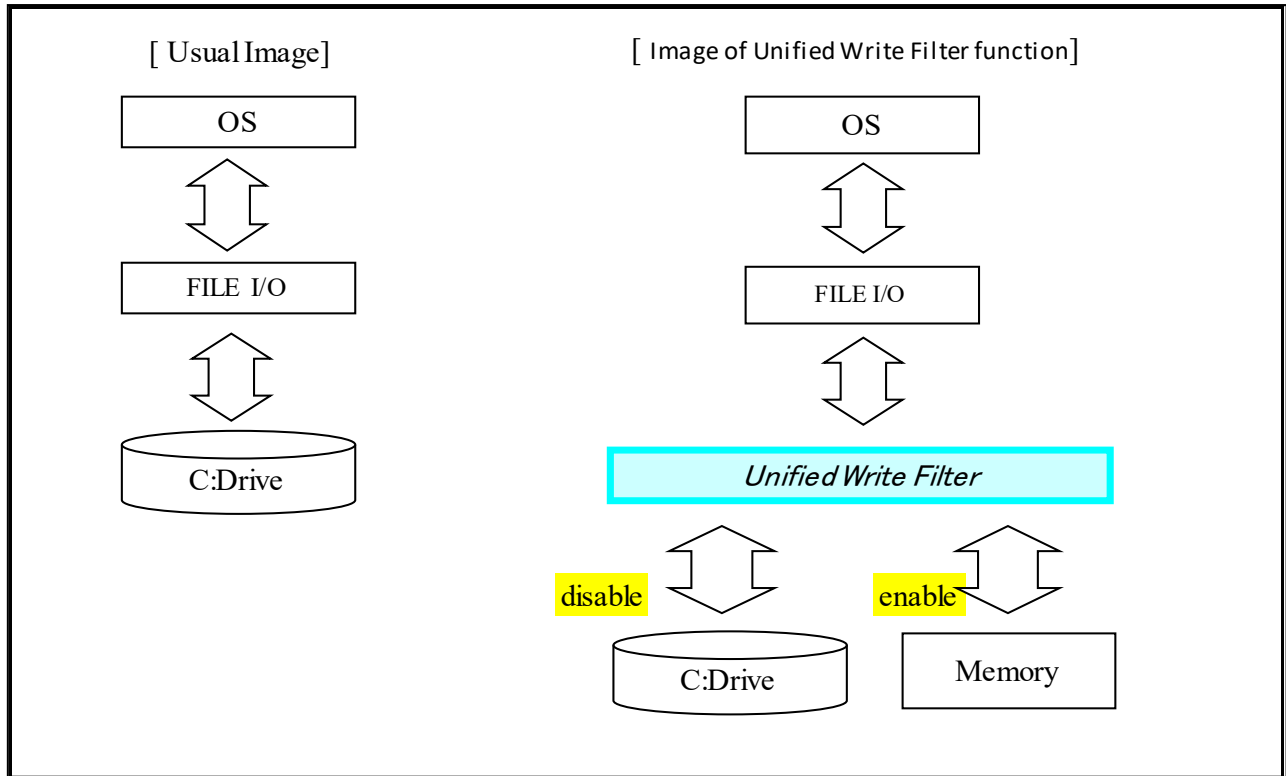 [ Usual Image]
OS
FILE I/O
C:Drive
[ Image of Unified Write Filter function]
OS
FILE I/O
Unified Write Filter
disable
enable
C:Drive
Memory